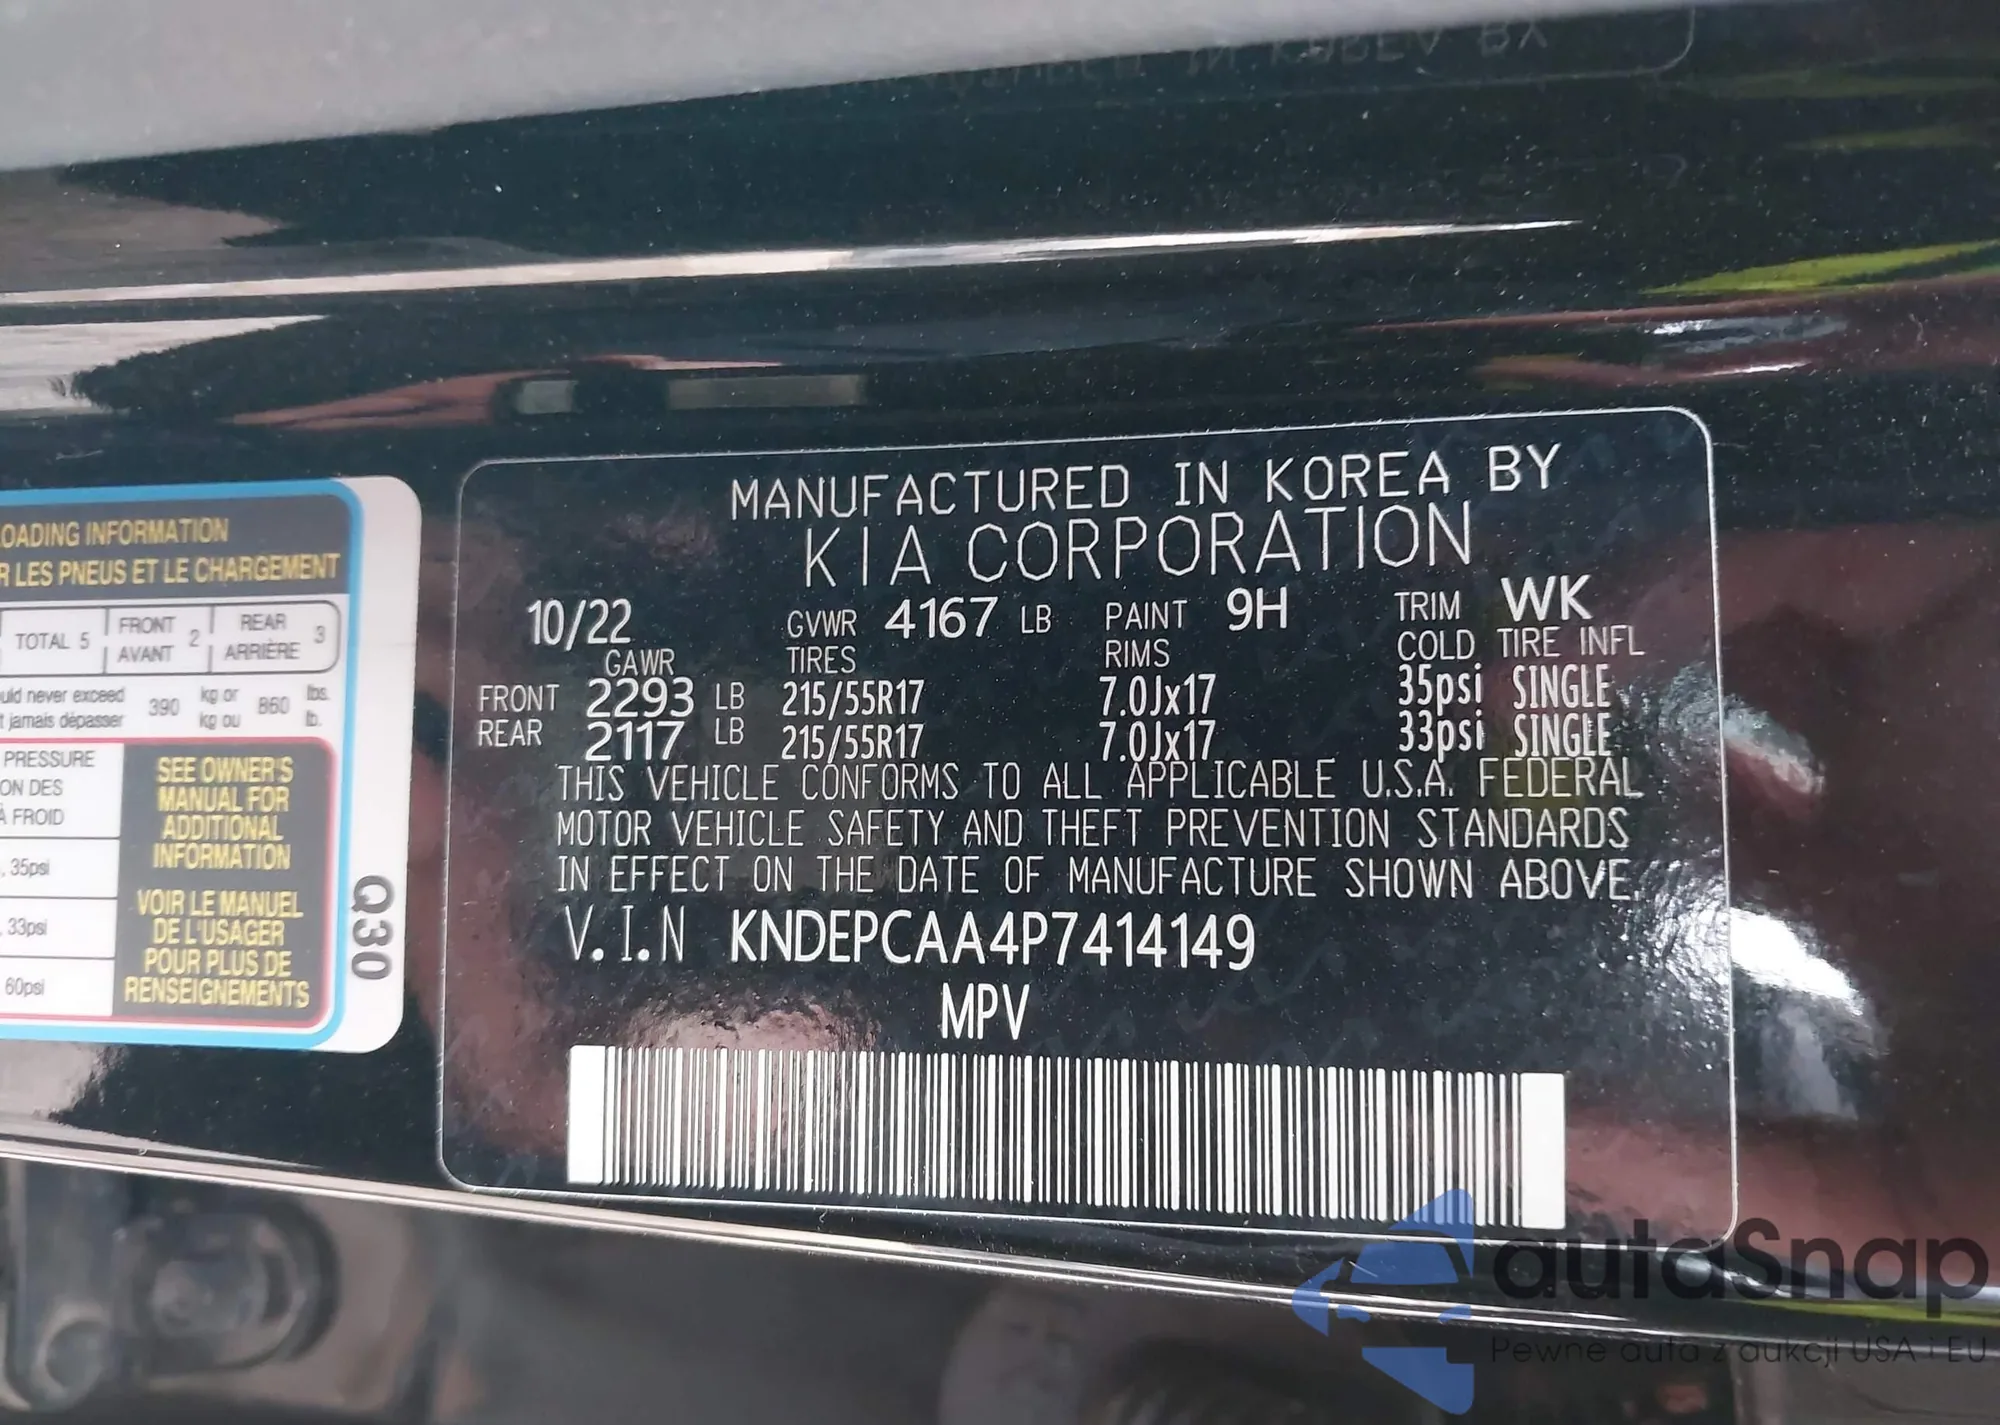 MANUFACTURED IN KOREA BY
KIA CORPORATION
10/22 GVWR 4167 LB PAINT 9H TRIM WK
GAWR TIRES RIMS COLD TIRE INFL
FRONT 2293 LB 215/55R17 7.0Jx17 35psi SINGLE
REAR 2117 LB 215/55R17 7.0Jx17 33psi SINGLE
THIS VEHICLE CONFORMS TO ALL APPLICABLE U.S.A. FEDERAL
MOTOR VEHICLE SAFETY AND THEFT PREVENTION STANDARDS
IN EFFECT ON THE DATE OF MANUFACTURE SHOWN ABOVE.
V.I.N KNDEPCAA4P7414149
MPV
OADING INFORMATION
R LES PNEUS ET LE CHARGEMENT
TOTAL 5 FRONT AVANT 2 REAR ARRIÈRE 3
uld never exceed 390 kg or 860 lbs.
t jamais dépasser kg ou lb.
PRESSURE
ON DES
À FROID
, 35psi
, 33psi
60psi
SEE OWNER'S
MANUAL FOR
ADDITIONAL
INFORMATION
VOIR LE MANUEL
DE L'USAGER
POUR PLUS DE
RENSEIGNEMENTS
Q30
autaSnap
Pewne auta z aukcji USA i EU